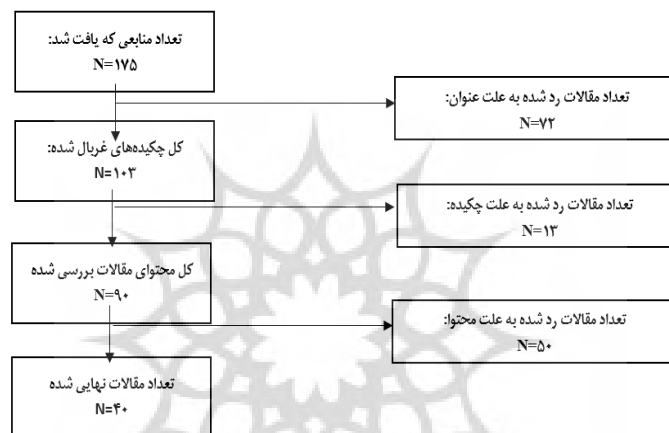 تعداد منابعی که یافت شد:
N=۱۷۵
تعداد مقالات رد شده به علت عنوان:
N=۷۲
کل چکیده‌های غربال شده:
N=۱۰۳
تعداد مقالات رد شده به علت چکیده:
N=۱۳
کل محتوای مقالات بررسی شده
N=۹۰
تعداد مقالات رد شده به علت محتوا:
N=۵۰
تعداد مقالات نهایی شده
N=۴۰